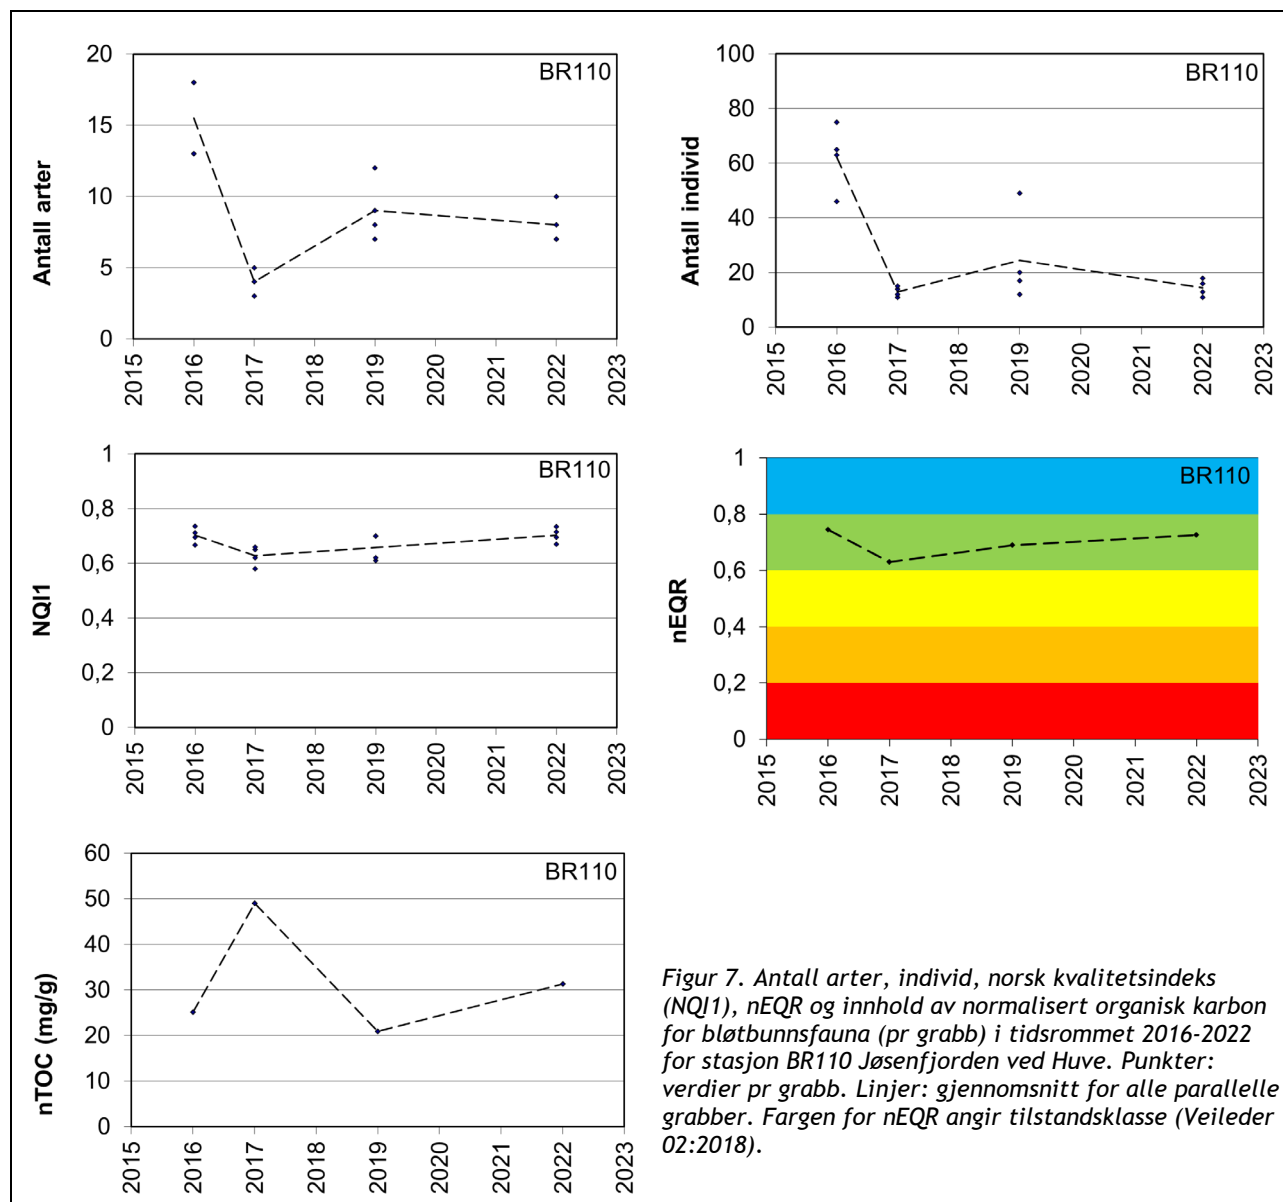 BR110
Antall arter
20
15
10
5
0
2015 2016 2017 2018 2019 2020 2021 2022 2023
BR110
Antall individ
100
80
60
40
20
0
2015 2016 2017 2018 2019 2020 2021 2022 2023
BR110
NQI1
1
0,8
0,6
0,4
0,2
0
2015 2016 2017 2018 2019 2020 2021 2022 2023
BR110
nEQR
1
0,8
0,6
0,4
0,2
0
2015 2016 2017 2018 2019 2020 2021 2022 2023
BR110
nTOC (mg/g)
60
50
40
30
20
10
0
2015 2016 2017 2018 2019 2020 2021 2022 2023
Figur 7. Antall arter, individ, norsk kvalitetsindeks
(NQI1), nEQR og innhold av normalisert organisk karbon
for bløtbunnsfauna (pr grabb) i tidsrommet 2016-2022
for stasjon BR110 Jøsenfjorden ved Huve. Punkter:
verdier pr grabb. Linjer: gjennomsnitt for alle parallelle
grabber. Fargen for nEQR angir tilstandsklasse (Veileder
02:2018).